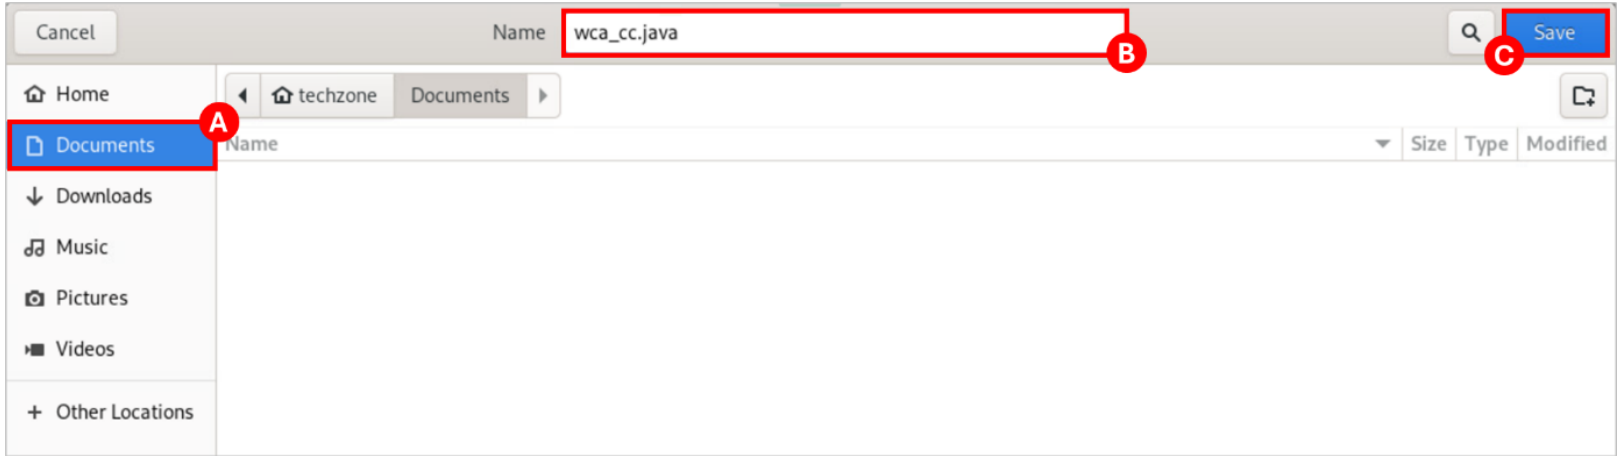 Cancel Name wca_cc.java Save
B
C
Home techzone Documents
A
Documents Name Size Type Modified
Downloads
Music
Pictures
Videos
+ Other Locations